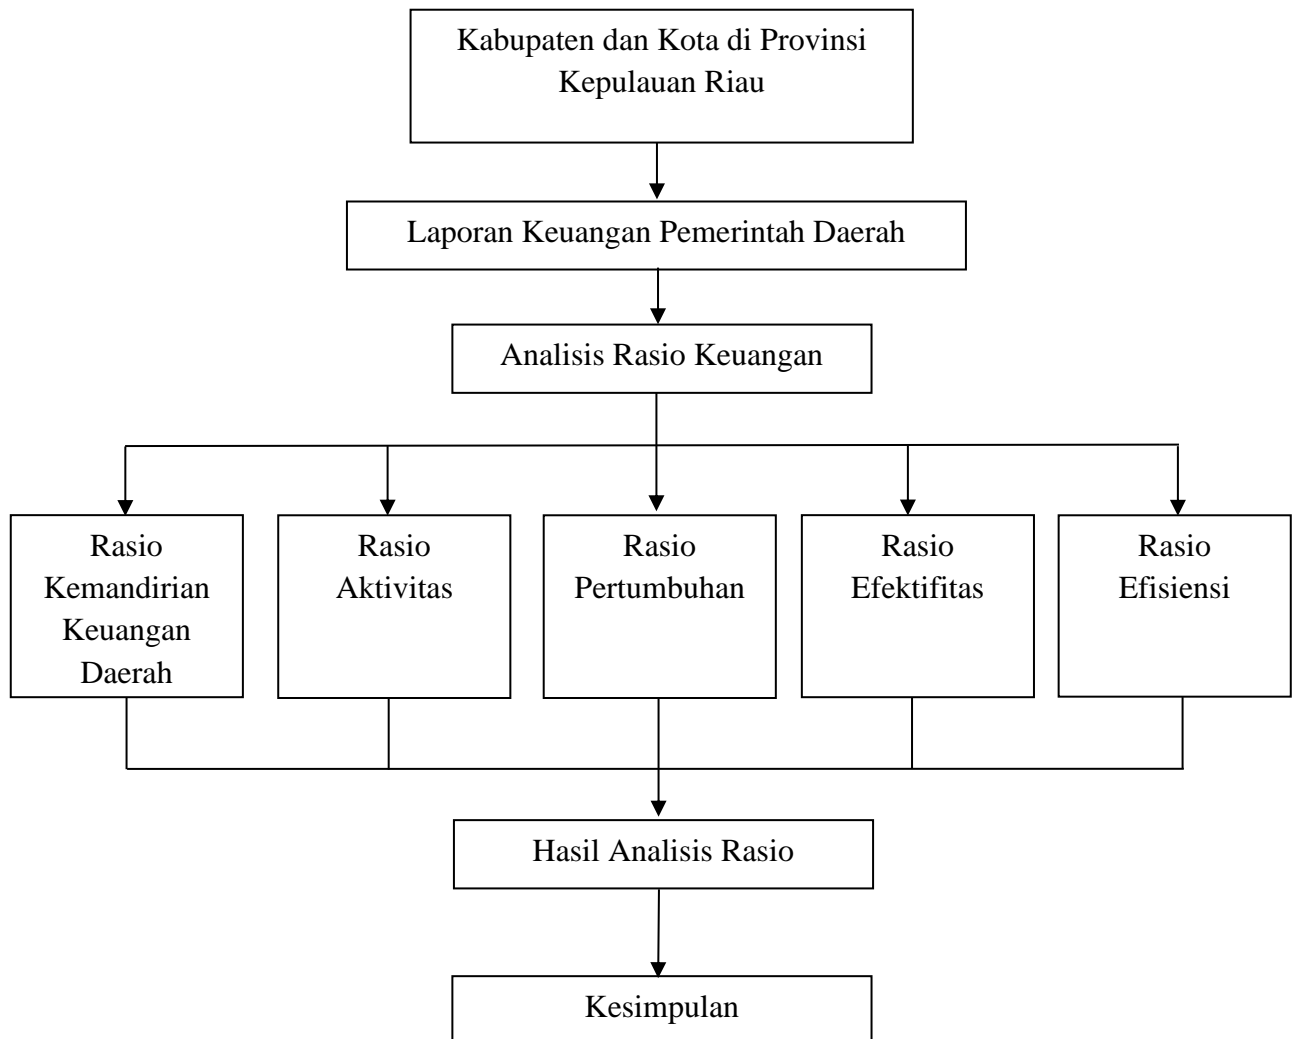 Kabupaten dan Kota di Provinsi
Kepulauan Riau
Laporan Keuangan Pemerintah Daerah
Analisis Rasio Keuangan
Rasio
Kemandirian
Keuangan
Daerah
Rasio
Aktivitas
Rasio
Pertumbuhan
Rasio
Efektifitas
Rasio
Efisiensi
Hasil Analisis Rasio
Kesimpulan